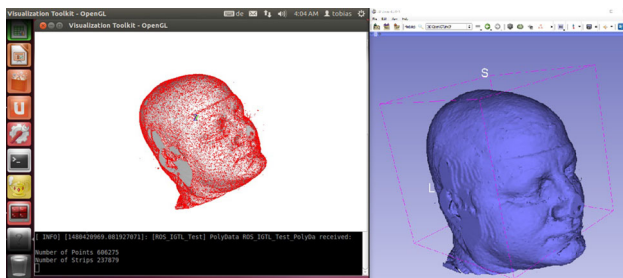 Visualization Toolkit - OpenGL
de
4:04 AM
tobias
Visualization Toolkit - OpenGL
[ INFO] [1480420969.081927071]: [ROS_IGTL_Test] PolyData ROS_IGTL_Test_PolyDa received:
Number of Points 606275
Number of Strips 237079
S
L